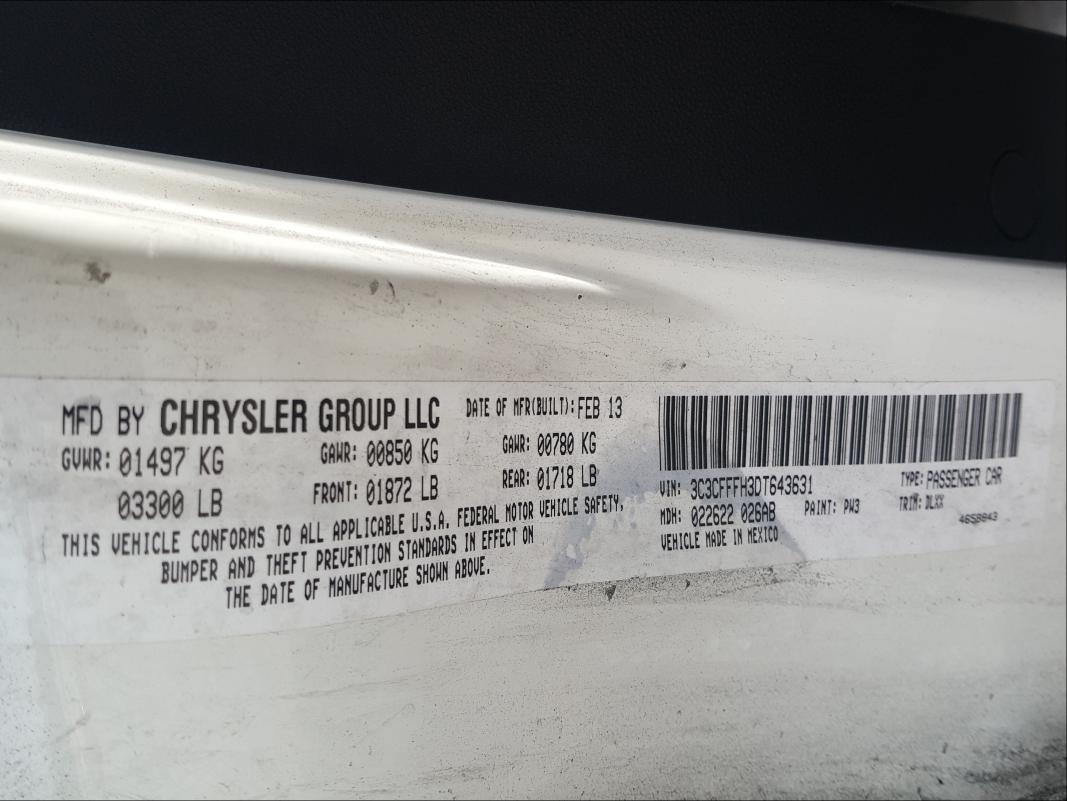 MFD BY CHRYSLER GROUP LLC DATE OF MFR(BUILT): FEB 13
GVWR: 01497 KG GAWR: 00850 KG GAWR: 00780 KG
03300 LB FRONT: 01872 LB REAR: 01718 LB
THIS VEHICLE CONFORMS TO ALL APPLICABLE U.S.A. FEDERAL MOTOR VEHICLE SAFETY,
BUMPER AND THEFT PREVENTION STANDARDS IN EFFECT ON
THE DATE OF MANUFACTURE SHOWN ABOVE.
VIN: 3C3CFFFH3DT643631 TYPE: PASSENGER CAR
MDH: 022622 026AB PAINT: PW3 TRIM: DLXX
VEHICLE MADE IN MEXICO